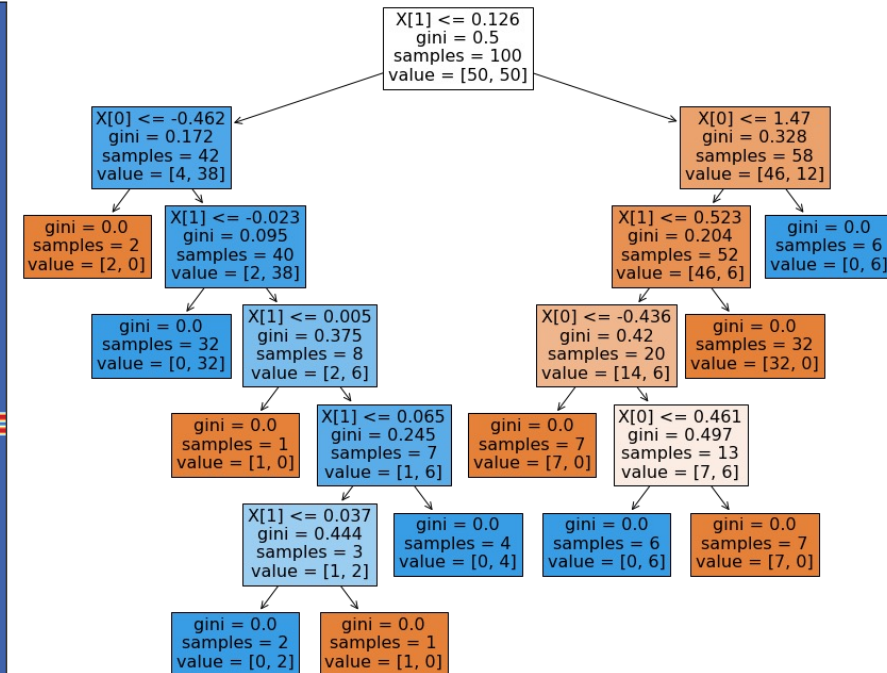 X[1] <= 0.126
gini = 0.5
samples = 100
value = [50, 50]
X[0] <= -0.462
gini = 0.172
samples = 42
value = [4, 38]
X[0] <= 1.47
gini = 0.328
samples = 58
value = [46, 12]
gini = 0.0
samples = 2
value = [2, 0]
X[1] <= -0.023
gini = 0.095
samples = 40
value = [2, 38]
X[1] <= 0.523
gini = 0.204
samples = 52
value = [46, 6]
gini = 0.0
samples = 6
value = [0, 6]
gini = 0.0
samples = 32
value = [0, 32]
X[1] <= 0.005
gini = 0.375
samples = 8
value = [2, 6]
X[0] <= -0.436
gini = 0.42
samples = 20
value = [14, 6]
gini = 0.0
samples = 32
value = [32, 0]
gini = 0.0
samples = 1
value = [1, 0]
X[1] <= 0.065
gini = 0.245
samples = 7
value = [1, 6]
gini = 0.0
samples = 7
value = [7, 0]
X[0] <= 0.461
gini = 0.497
samples = 13
value = [7, 6]
X[1] <= 0.037
gini = 0.444
samples = 3
value = [1, 2]
gini = 0.0
samples = 4
value = [0, 4]
gini = 0.0
samples = 6
value = [0, 6]
gini = 0.0
samples = 7
value = [7, 0]
gini = 0.0
samples = 2
value = [0, 2]
gini = 0.0
samples = 1
value = [1, 0]